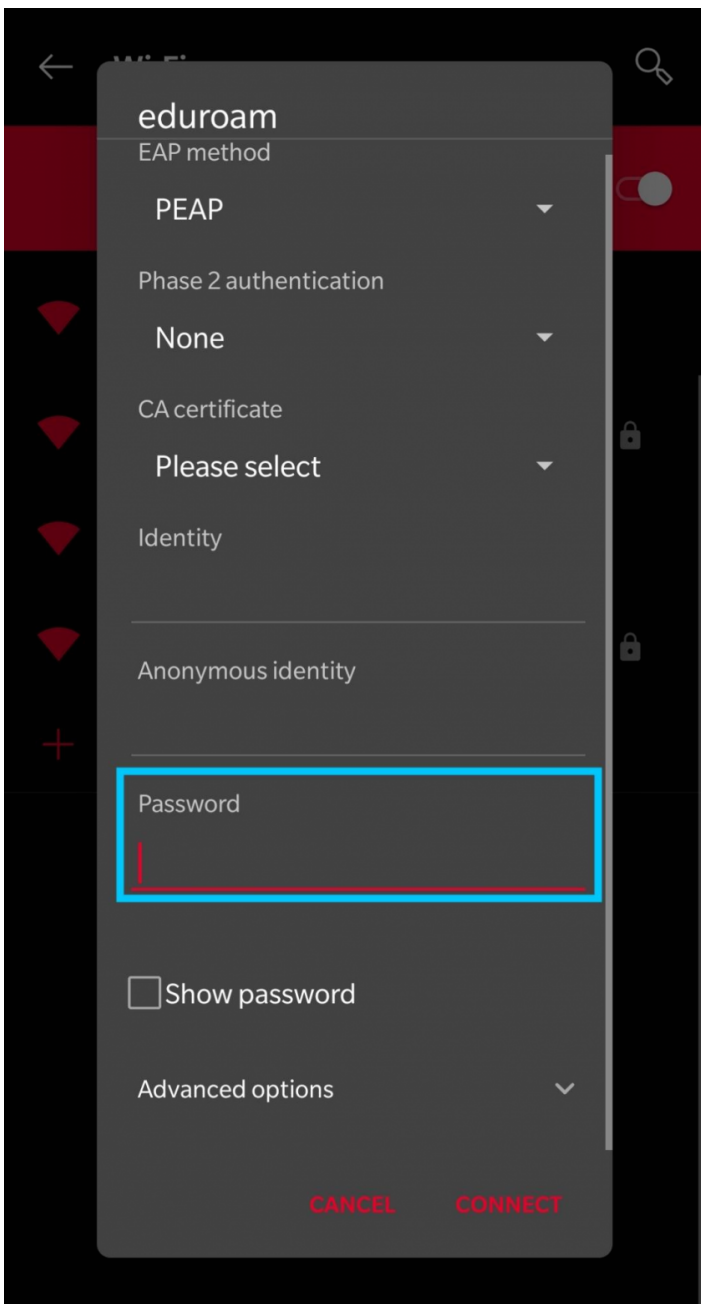 eduroam
EAP method
PEAP
Phase 2 authentication
None
CA certificate
Please select
Identity
Anonymous identity
Password
Show password
Advanced options
CANCEL CONNECT